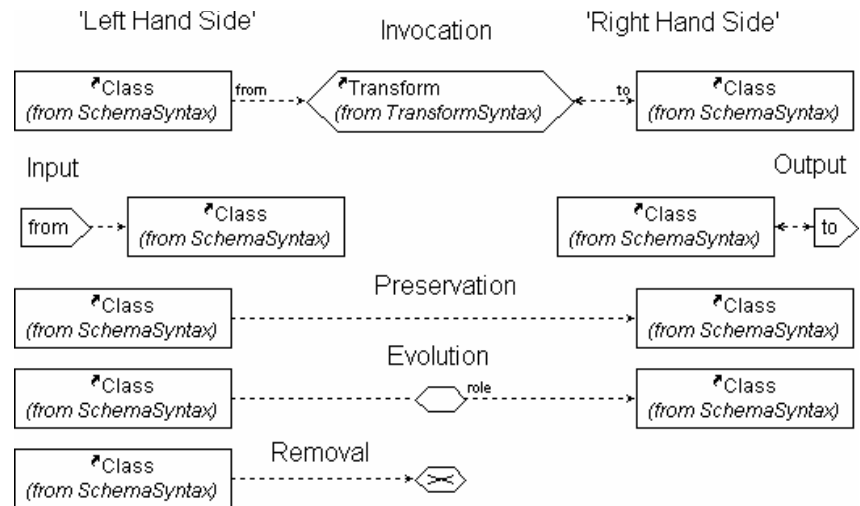 'Left Hand Side'
Invocation
'Right Hand Side'
Class
(from SchemaSyntax)
from
Transform
(from TransformSyntax)
to
Class
(from SchemaSyntax)
Input
Output
from
Class
(from SchemaSyntax)
Class
(from SchemaSyntax)
to
Preservation
Class
(from SchemaSyntax)
Class
(from SchemaSyntax)
Evolution
Class
(from SchemaSyntax)
role
Class
(from SchemaSyntax)
Removal
Class
(from SchemaSyntax)